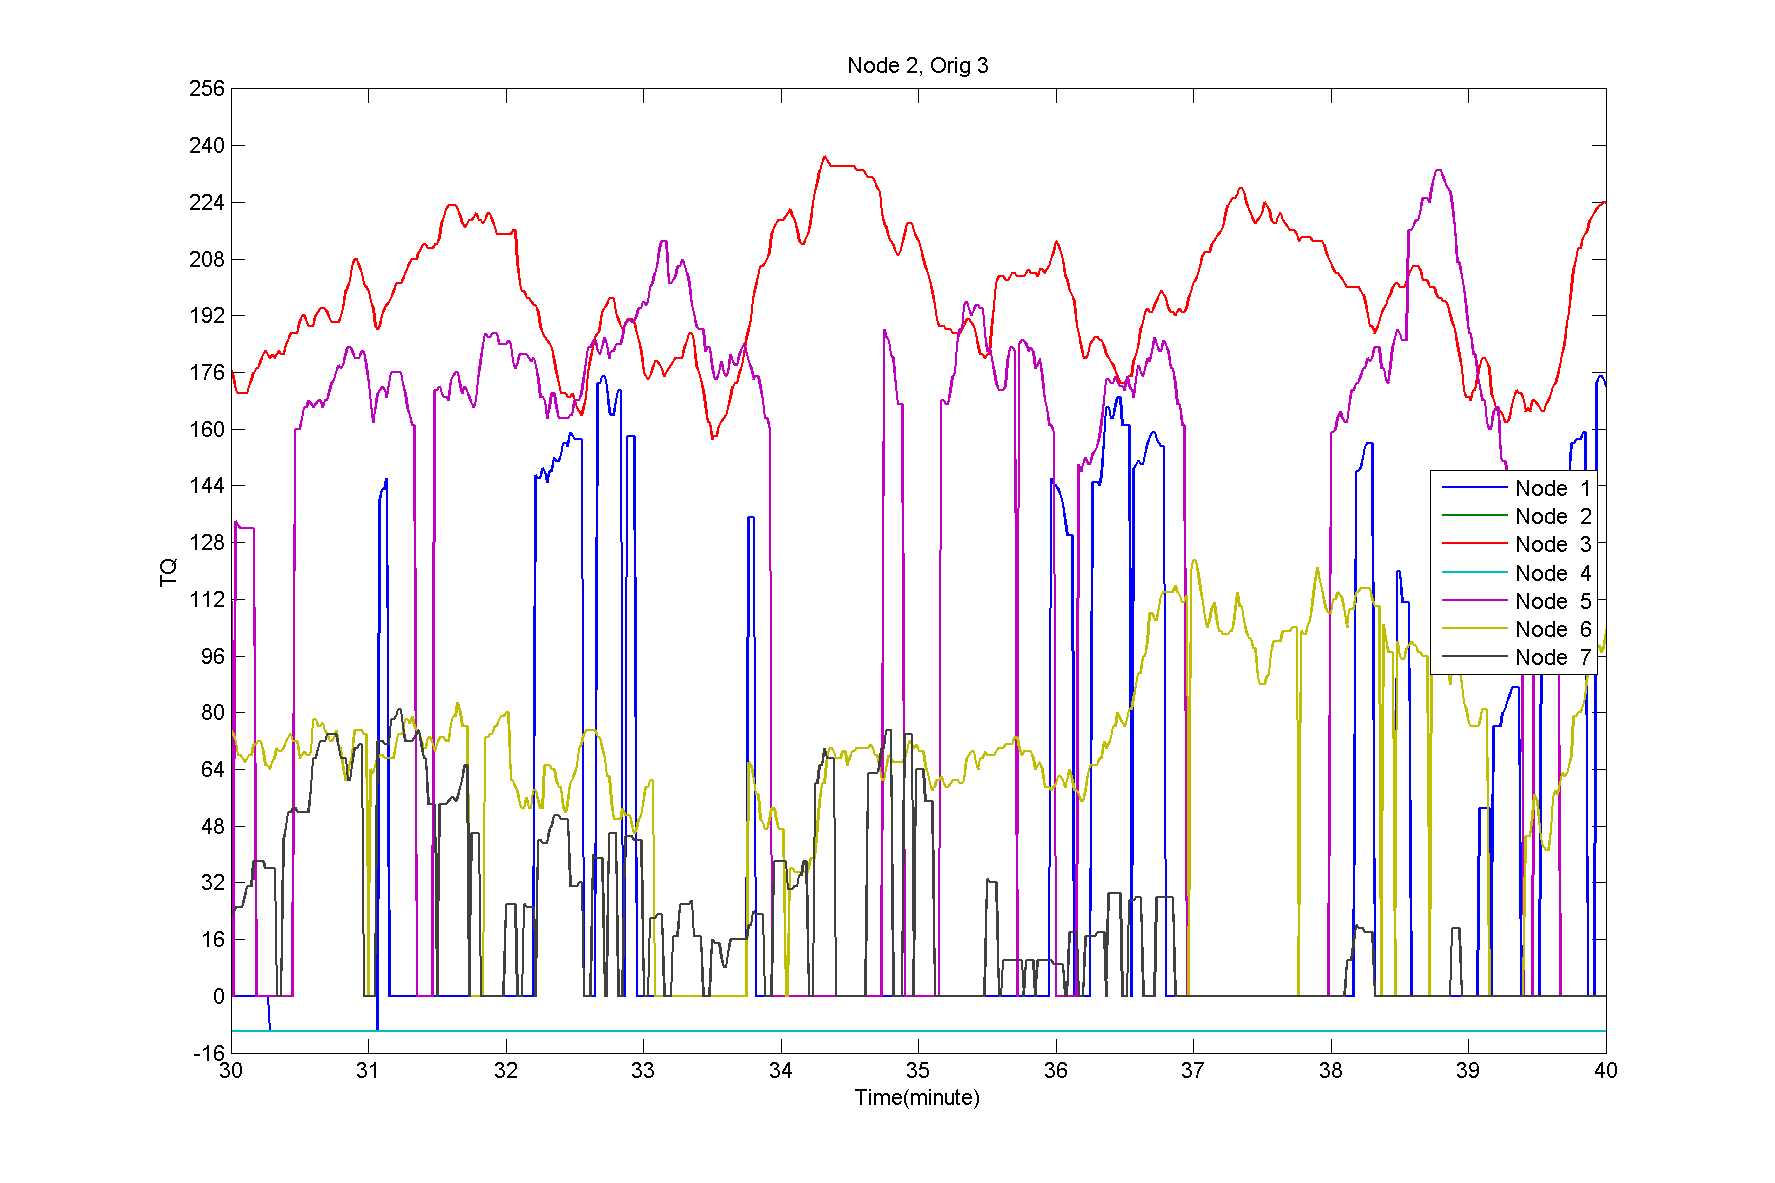 Node 2, Orig 3
256
240
224
208
192
176
160
144
128
112
96
80
64
48
32
16
0
-16
TQ
Node 1
Node 2
Node 3
Node 4
Node 5
Node 6
Node 7
30 31 32 33 34 35 36 37 38 39 40
Time(minute)